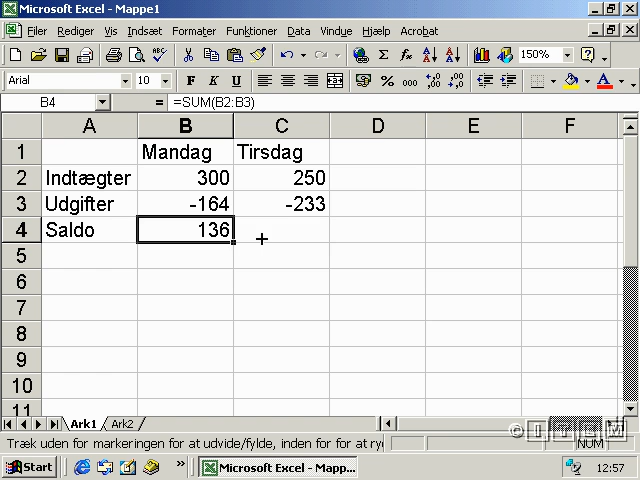 Microsoft Excel - Mappe1
Filer Rediger Vis Indsæt Formater Funktioner Data Vindue Hjælp Acrobat
150%
Arial 10 F K U
B4 = =SUM(B2:B3)
A B C D E F
1 Mandag Tirsdag
2 Indtægter 300 250
3 Udgifter -164 -233
4 Saldo 136
5
6
7
8
9
10
11
Ark1 Ark2
Træk uden for markeringen for at udvide/fylde, inden for for at ryd NUM
Start Microsoft Excel - Mapp... 12:57